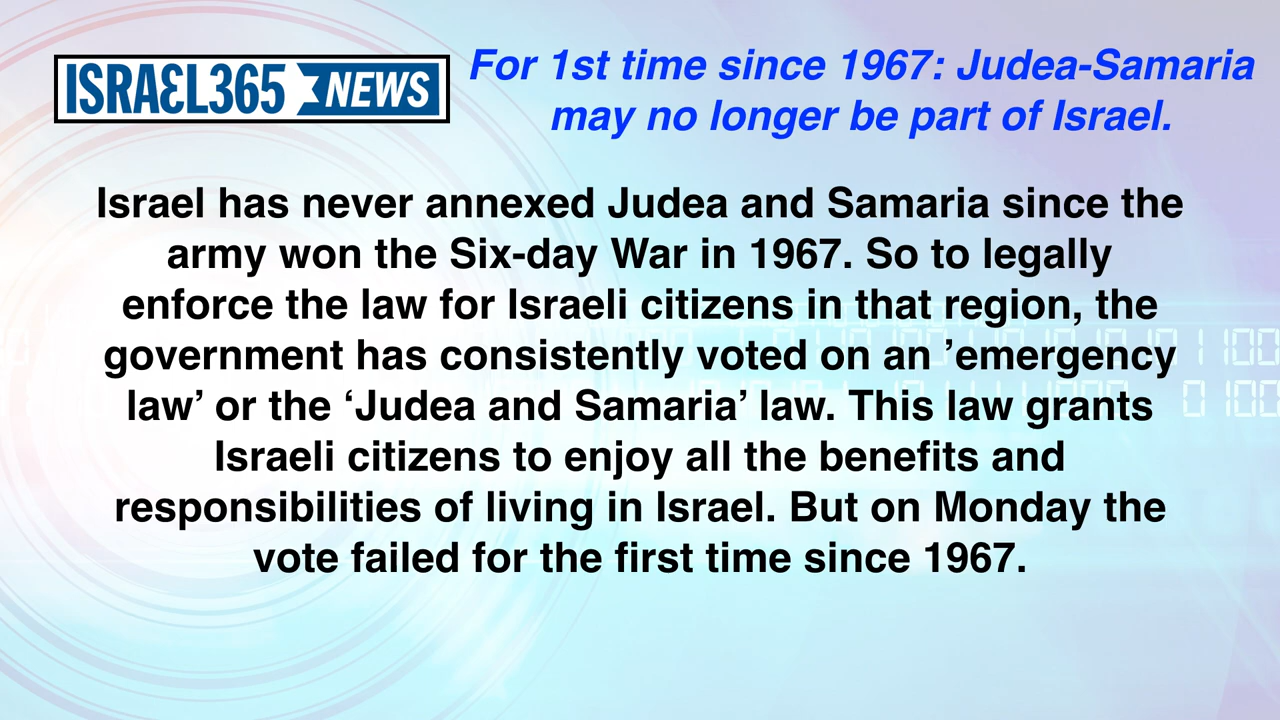 ISRAEL365 NEWS
For 1st time since 1967: Judea-Samaria
may no longer be part of Israel.
Israel has never annexed Judea and Samaria since the
army won the Six-day War in 1967. So to legally
enforce the law for Israeli citizens in that region, the
government has consistently voted on an ’emergency
law’ or the ‘Judea and Samaria’ law. This law grants
Israeli citizens to enjoy all the benefits and
responsibilities of living in Israel. But on Monday the
vote failed for the first time since 1967.